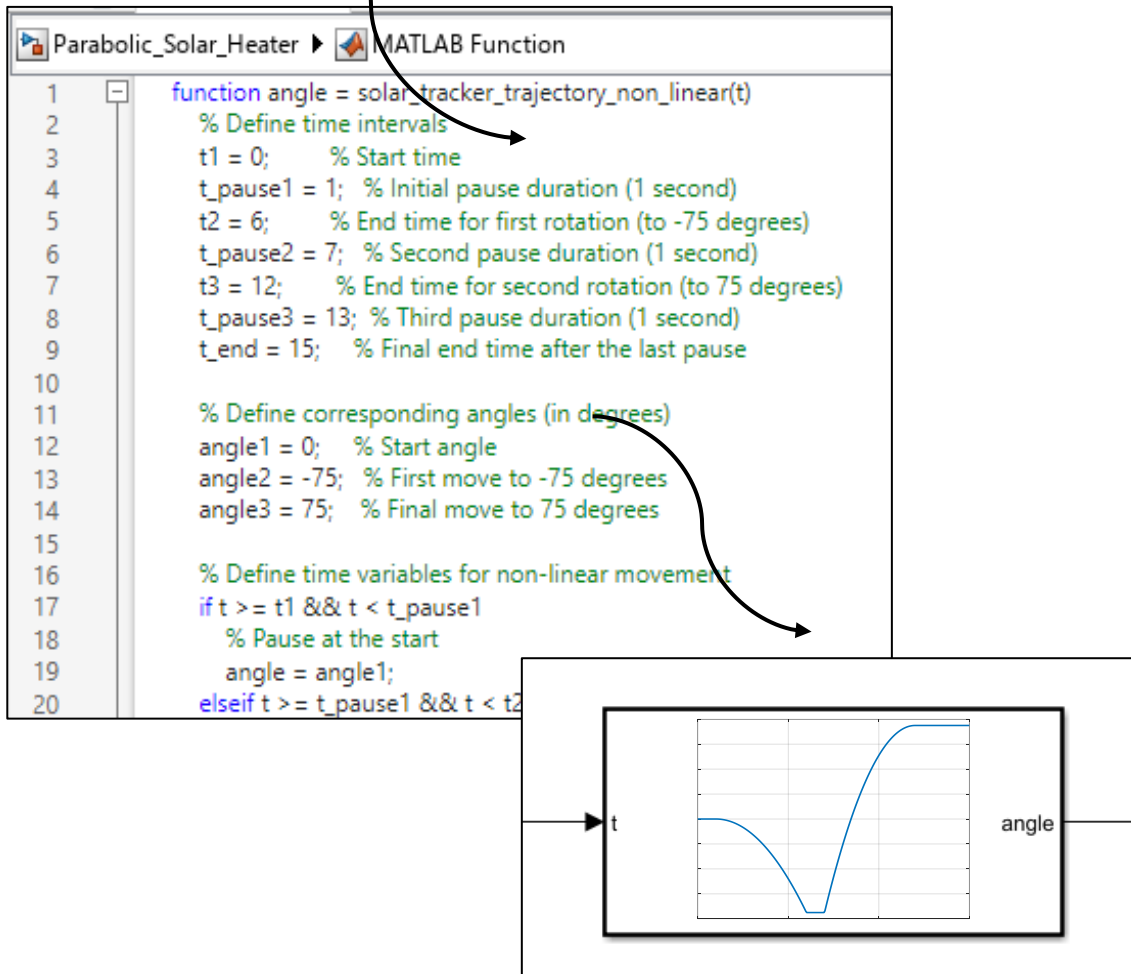 Parabolic_Solar_Heater MATLAB Function
1 function angle = solar_tracker_trajectory_non_linear(t)
2 % Define time intervals
3 t1 = 0; % Start time
4 t_pause1 = 1; % Initial pause duration (1 second)
5 t2 = 6; % End time for first rotation (to -75 degrees)
6 t_pause2 = 7; % Second pause duration (1 second)
7 t3 = 12; % End time for second rotation (to 75 degrees)
8 t_pause3 = 13; % Third pause duration (1 second)
9 t_end = 15; % Final end time after the last pause
10
11 % Define corresponding angles (in degrees)
12 angle1 = 0; % Start angle
13 angle2 = -75; % First move to -75 degrees
14 angle3 = 75; % Final move to 75 degrees
15
16 % Define time variables for non-linear movement
17 if t >= t1 && t < t_pause1
18 % Pause at the start
19 angle = angle1;
20 elseif t >= t_pause1 && t < t2
t
angle